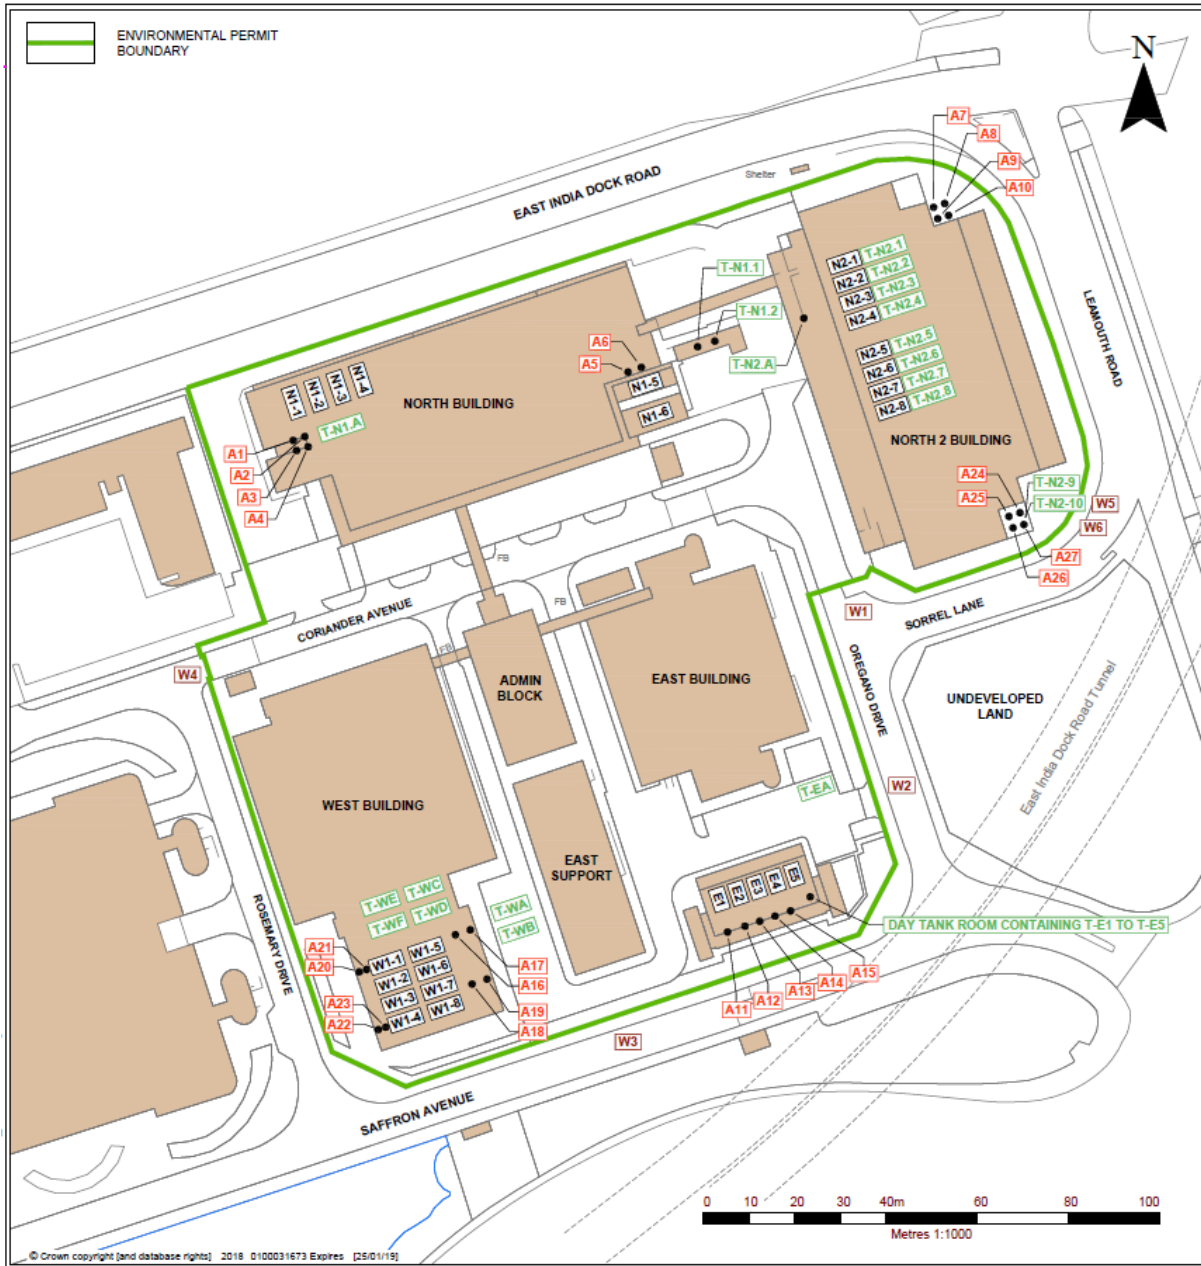 ENVIRONMENTAL PERMIT
BOUNDARY
N
A7
A8
A9
A10
Shelter
EAST INDIA DOCK ROAD
LEAMOUTH ROAD
T-N1.1
T-N1.2
T-N2.A
N2-1 T-N2.1
N2-2 T-N2.2
N2-3 T-N2.3
N2-4 T-N2.4
N2-5 T-N2.5
N2-6 T-N2.6
N2-7 T-N2.7
N2-8 T-N2.8
NORTH 2 BUILDING
A6
A5
N1-5
N1-6
N1-1
N1-2
N1-3
N1-4
NORTH BUILDING
T-N1.A
A1
A2
A3
A4
A24
A25
T-N2-9
T-N2-10
W5
W6
A27
A26
FB
FB
FB
CORIANDER AVENUE
W4
W1
SORREL LANE
OREGANO DRIVE
ADMIN
BLOCK
EAST BUILDING
UNDEVELOPED
LAND
East India Dock Road Tunnel
W2
T-EA
WEST BUILDING
EAST
SUPPORT
ROSEMARY DRIVE
T-WE
T-WC
T-WF
T-WD
T-WA
T-WB
E1
E2
E3
E4
E5
DAY TANK ROOM CONTAINING T-E1 TO T-E5
A21
A20
A23
A22
W1-1
W1-2
W1-3
W1-4
W1-5
W1-6
W1-7
W1-8
A17
A16
A19
A18
A11
A12
A13
A14
A15
W3
SAFFRON AVENUE
0 10 20 30 40m 60 80 100
Metres 1:1000
© Crown copyright [and database rights] 2018 0100031673 Expires [25/01/19]